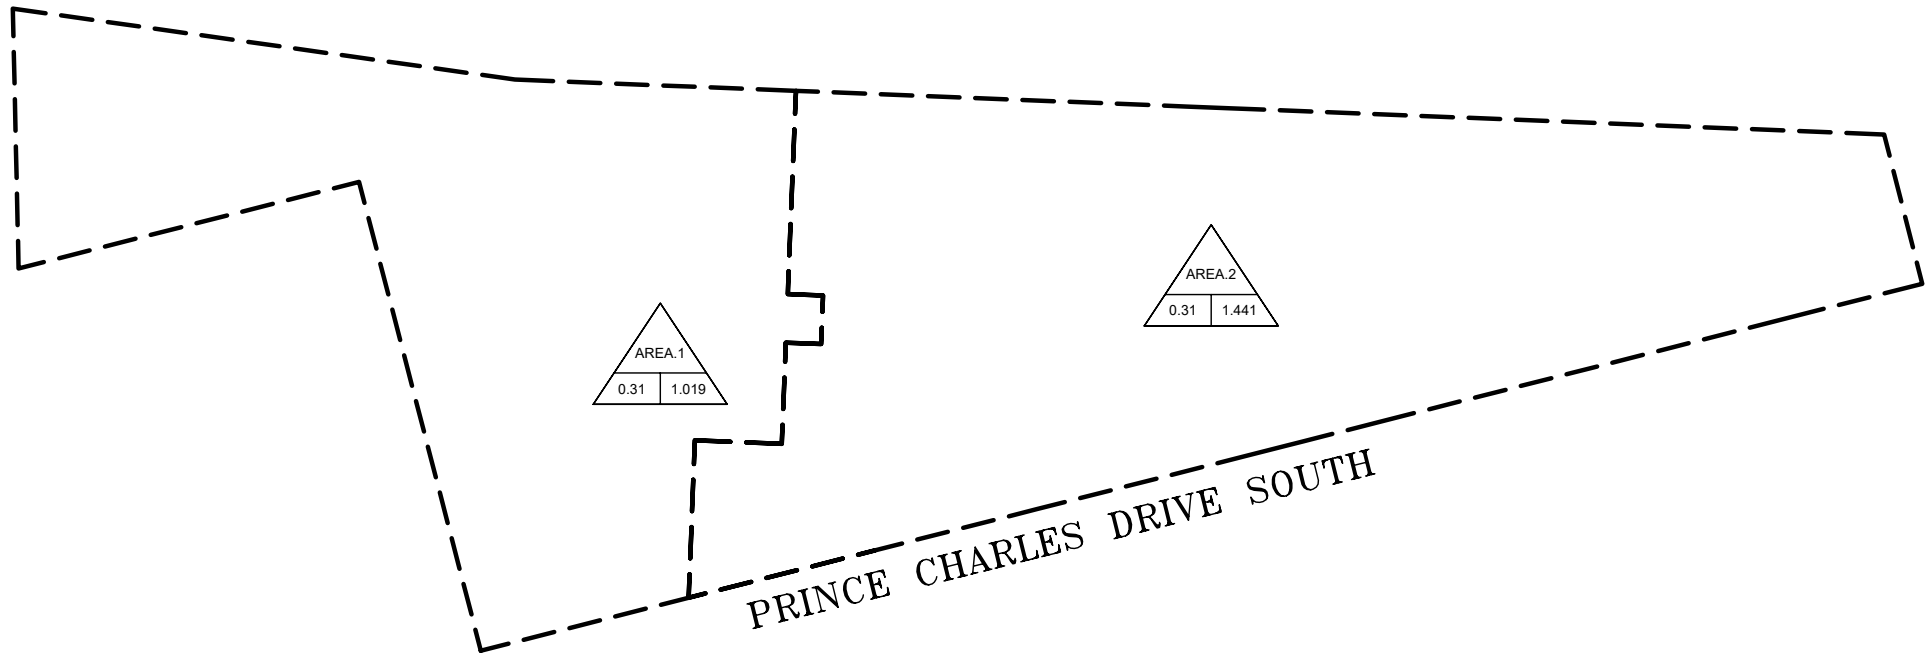 AREA.2
0.31 1.441
AREA.1
0.31 1.019
PRINCE CHARLES DRIVE SOUTH